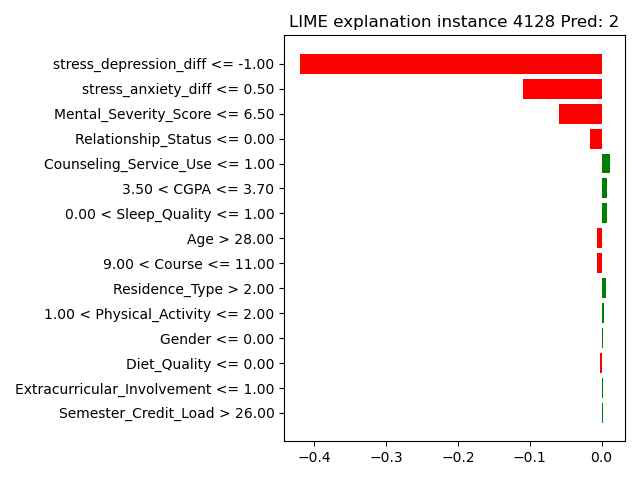 LIME explanation instance 4128 Pred: 2
stress_depression_diff <= -1.00
stress_anxiety_diff <= 0.50
Mental_Severity_Score <= 6.50
Relationship_Status <= 0.00
Counseling_Service_Use <= 1.00
3.50 < CGPA <= 3.70
0.00 < Sleep_Quality <= 1.00
Age > 28.00
9.00 < Course <= 11.00
Residence_Type > 2.00
1.00 < Physical_Activity <= 2.00
Gender <= 0.00
Diet_Quality <= 0.00
Extracurricular_Involvement <= 1.00
Semester_Credit_Load > 26.00
−0.4 −0.3 −0.2 −0.1 0.0